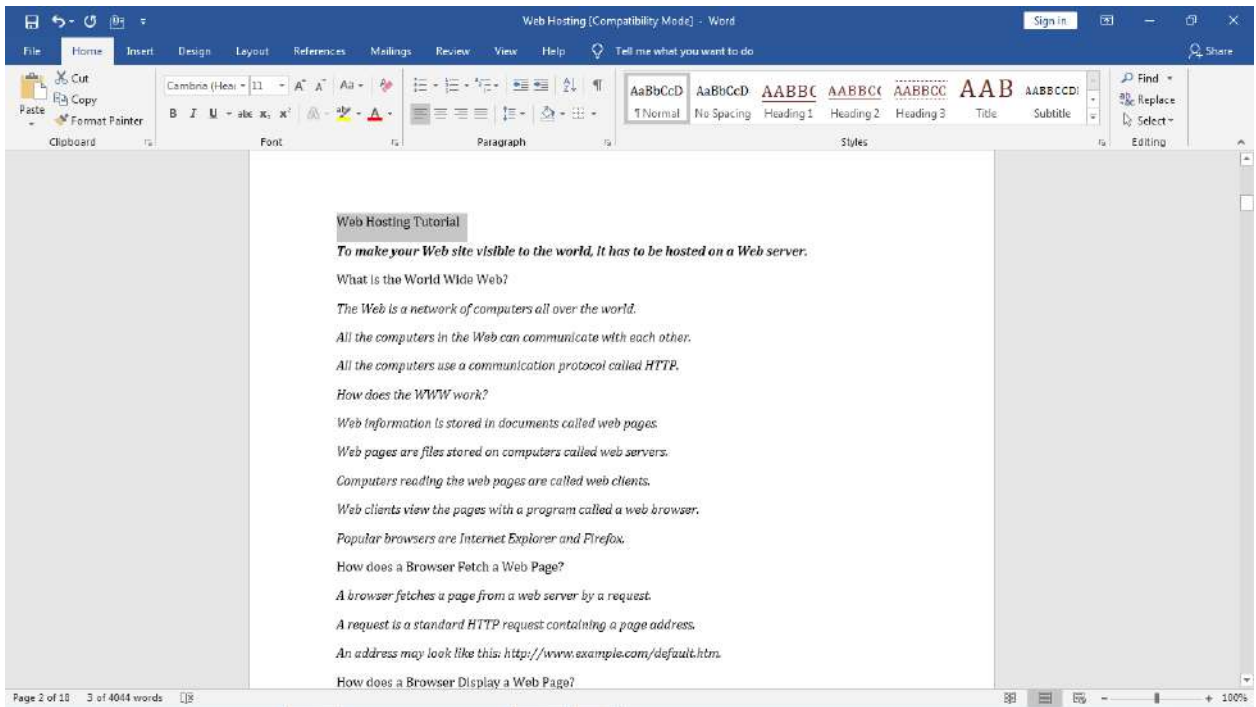 Web Hosting [Compatibility Mode] - Word
Sign in
File Home Insert Design Layout References Mailings Review View Help Tell me what you want to do Share
Paste
Cut
Copy
Format Painter
Clipboard
Cambria (Hea 11 A A Aa
B I U abc x, x² A
Font
Paragraph
AaBbCcD AaBbCcD AABBC AABBC AABBCC AAB AABBCCD
¶ Normal No Spacing Heading 1 Heading 2 Heading 3 Title Subtitle
Styles
Find
Replace
Select
Editing
Web Hosting Tutorial
To make your Web site visible to the world, it has to be hosted on a Web server.
What is the World Wide Web?
The Web is a network of computers all over the world.
All the computers in the Web can communicate with each other.
All the computers use a communication protocol called HTTP.
How does the WWW work?
Web information is stored in documents called web pages.
Web pages are files stored on computers called web servers.
Computers reading the web pages are called web clients.
Web clients view the pages with a program called a web browser.
Popular browsers are Internet Explorer and Firefox.
How does a Browser Fetch a Web Page?
A browser fetches a page from a web server by a request.
A request is a standard HTTP request containing a page address.
An address may look like this: http://www.example.com/default.htm.
How does a Browser Display a Web Page?
Page 2 of 18 3 of 4044 words 100%